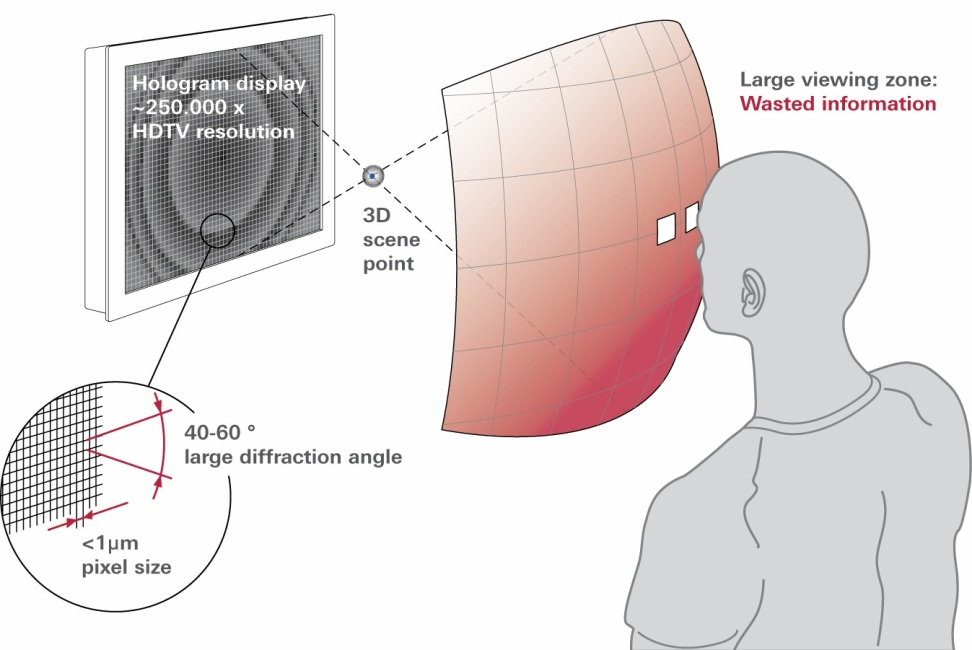 Hologram display
~250.000 x
HDTV resolution
Large viewing zone:
Wasted information
3D
scene
point
40-60 °
large diffraction angle
<1µm
pixel size